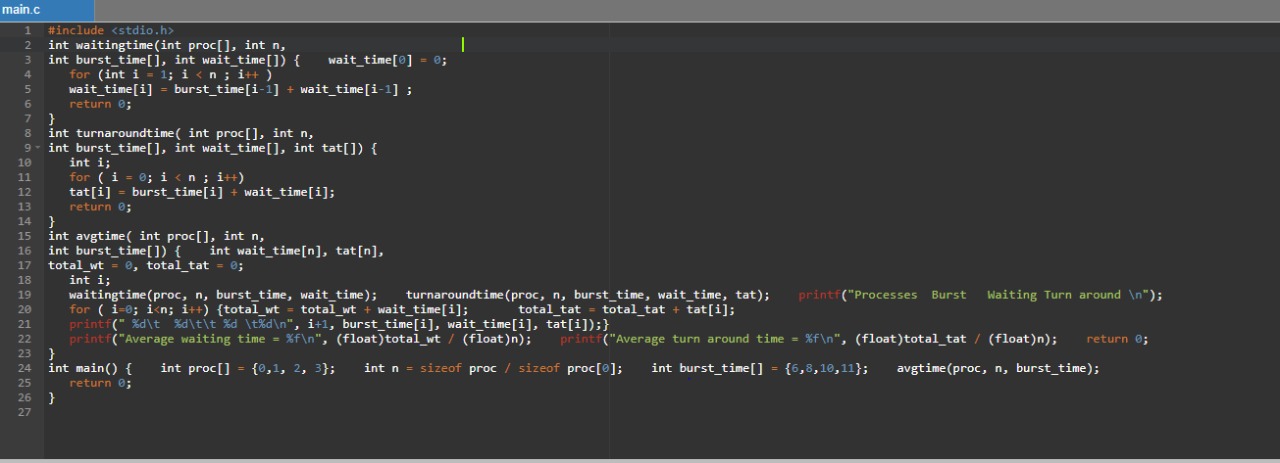 main.c
1 #include <stdio.h>
2 int waitingtime(int proc[], int n,
3 int burst_time[], int wait_time[]) {    wait_time[0] = 0;
4    for (int i = 1; i < n ; i++ )
5    wait_time[i] = burst_time[i-1] + wait_time[i-1] ;
6    return 0;
7 }
8 int turnaroundtime( int proc[], int n,
9 int burst_time[], int wait_time[], int tat[]) {
10    int i;
11    for ( i = 0; i < n ; i++)
12    tat[i] = burst_time[i] + wait_time[i];
13    return 0;
14 }
15 int avgtime( int proc[], int n,
16 int burst_time[]) {    int wait_time[n], tat[n],
17 total_wt = 0, total_tat = 0;
18    int i;
19    waitingtime(proc, n, burst_time, wait_time);    turnaroundtime(proc, n, burst_time, wait_time, tat);    printf("Processes  Burst   Waiting Turn around \n");
20    for ( i=0; i<n; i++) {total_wt = total_wt + wait_time[i];       total_tat = total_tat + tat[i];
21    printf(" %d\t  %d\t\t %d \t%d\n", i+1, burst_time[i], wait_time[i], tat[i]);}
22    printf("Average waiting time = %f\n", (float)total_wt / (float)n);    printf("Average turn around time = %f\n", (float)total_tat / (float)n);    return 0;
23 }
24 int main() {    int proc[] = {0,1, 2, 3};    int n = sizeof proc / sizeof proc[0];    int burst_time[] = {6,8,10,11};    avgtime(proc, n, burst_time);
25    return 0;
26 }
27